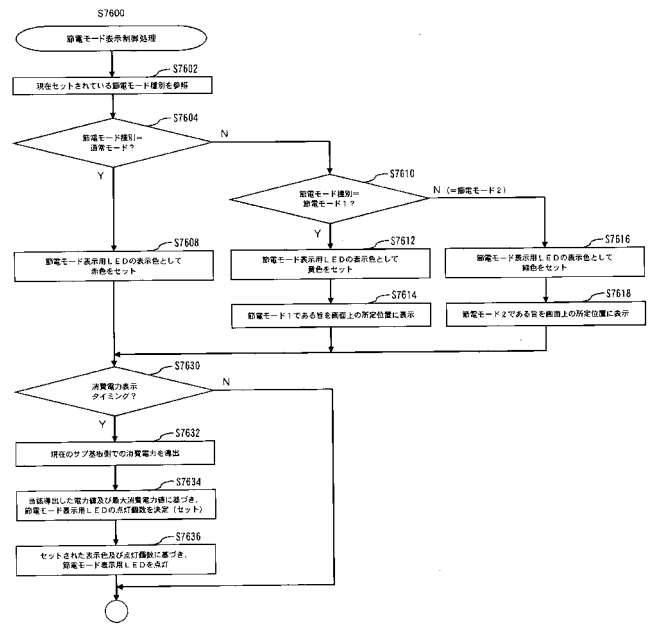 S7600
節電モード表示制御処理
S7602
現在セットされている節電モード種別を参照
S7604
節電モード種別＝
通常モード？
N
Y
S7610
節電モード種別＝
節電モード１？
N (＝節電モード２)
Y
S7608
節電モード表示用ＬＥＤの表示色として
赤色をセット
S7612
節電モード表示用ＬＥＤの表示色として
黄色をセット
S7616
節電モード表示用ＬＥＤの表示色として
緑色をセット
S7614
節電モード１である旨を画面上の所定位置に表示
S7618
節電モード２である旨を画面上の所定位置に表示
S7630
消費電力表示
タイミング？
N
Y
S7632
現在のサブ基板側での消費電力を導出
S7634
当該導出した電力値及び最大消費電力値に基づき、
節電モード表示用ＬＥＤの点灯個数を決定（セット）
S7636
セットされた表示色及び点灯個数に基づき、
節電モード表示用ＬＥＤを点灯